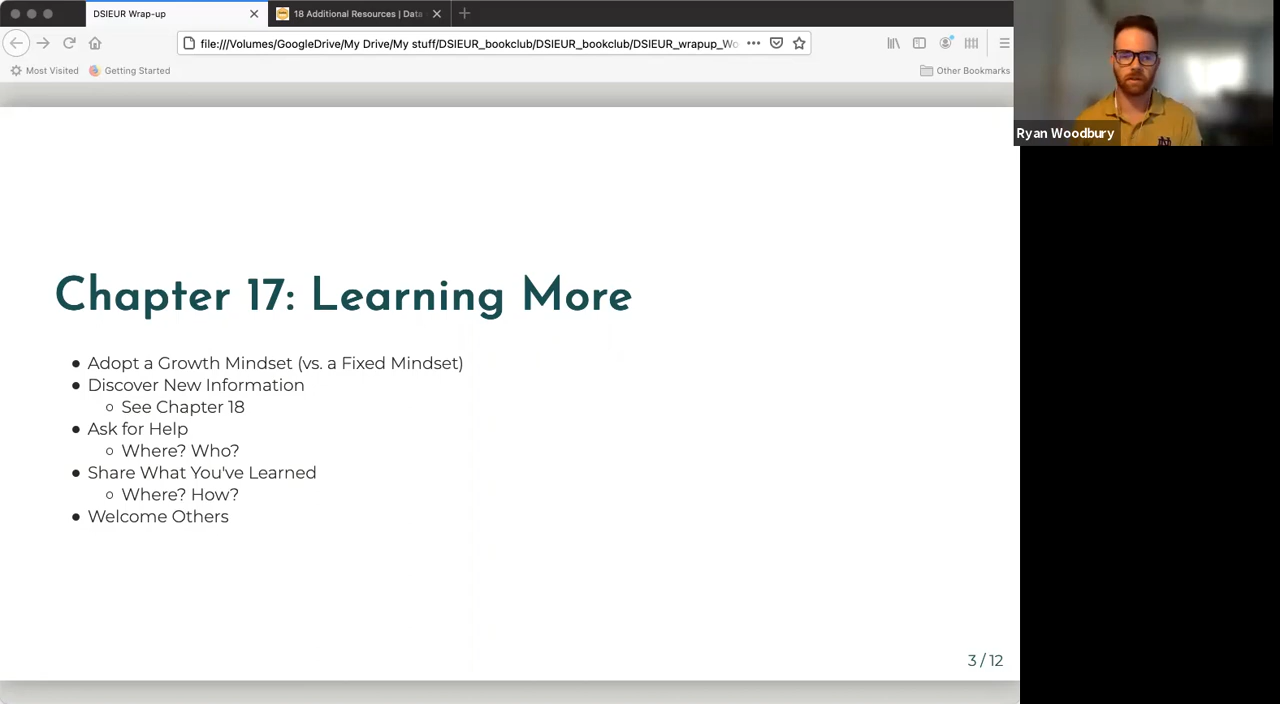 DSIEUR Wrap-up
18 Additional Resources | Data
file:///Volumes/GoogleDrive/My Drive/My stuff/DSIEUR_bookclub/DSIEUR_bookclub/DSIEUR_wrapup_Wo
Most Visited
Getting Started
Other Bookmarks
Ryan Woodbury
Chapter 17: Learning More
Adopt a Growth Mindset (vs. a Fixed Mindset)
Discover New Information
See Chapter 18
Ask for Help
Where? Who?
Share What You've Learned
Where? How?
Welcome Others
3 / 12